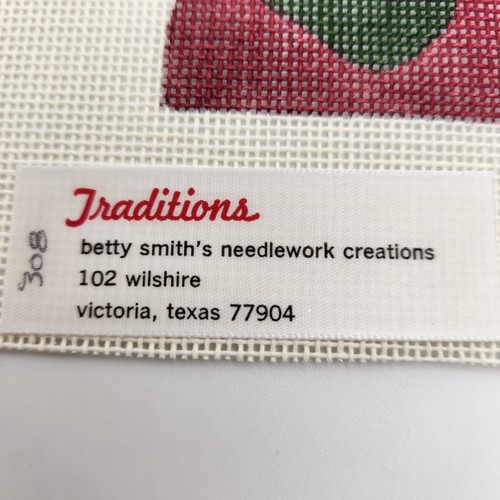 Traditions
betty smith's needlework creations
102 wilshire
victoria, texas 77904
308